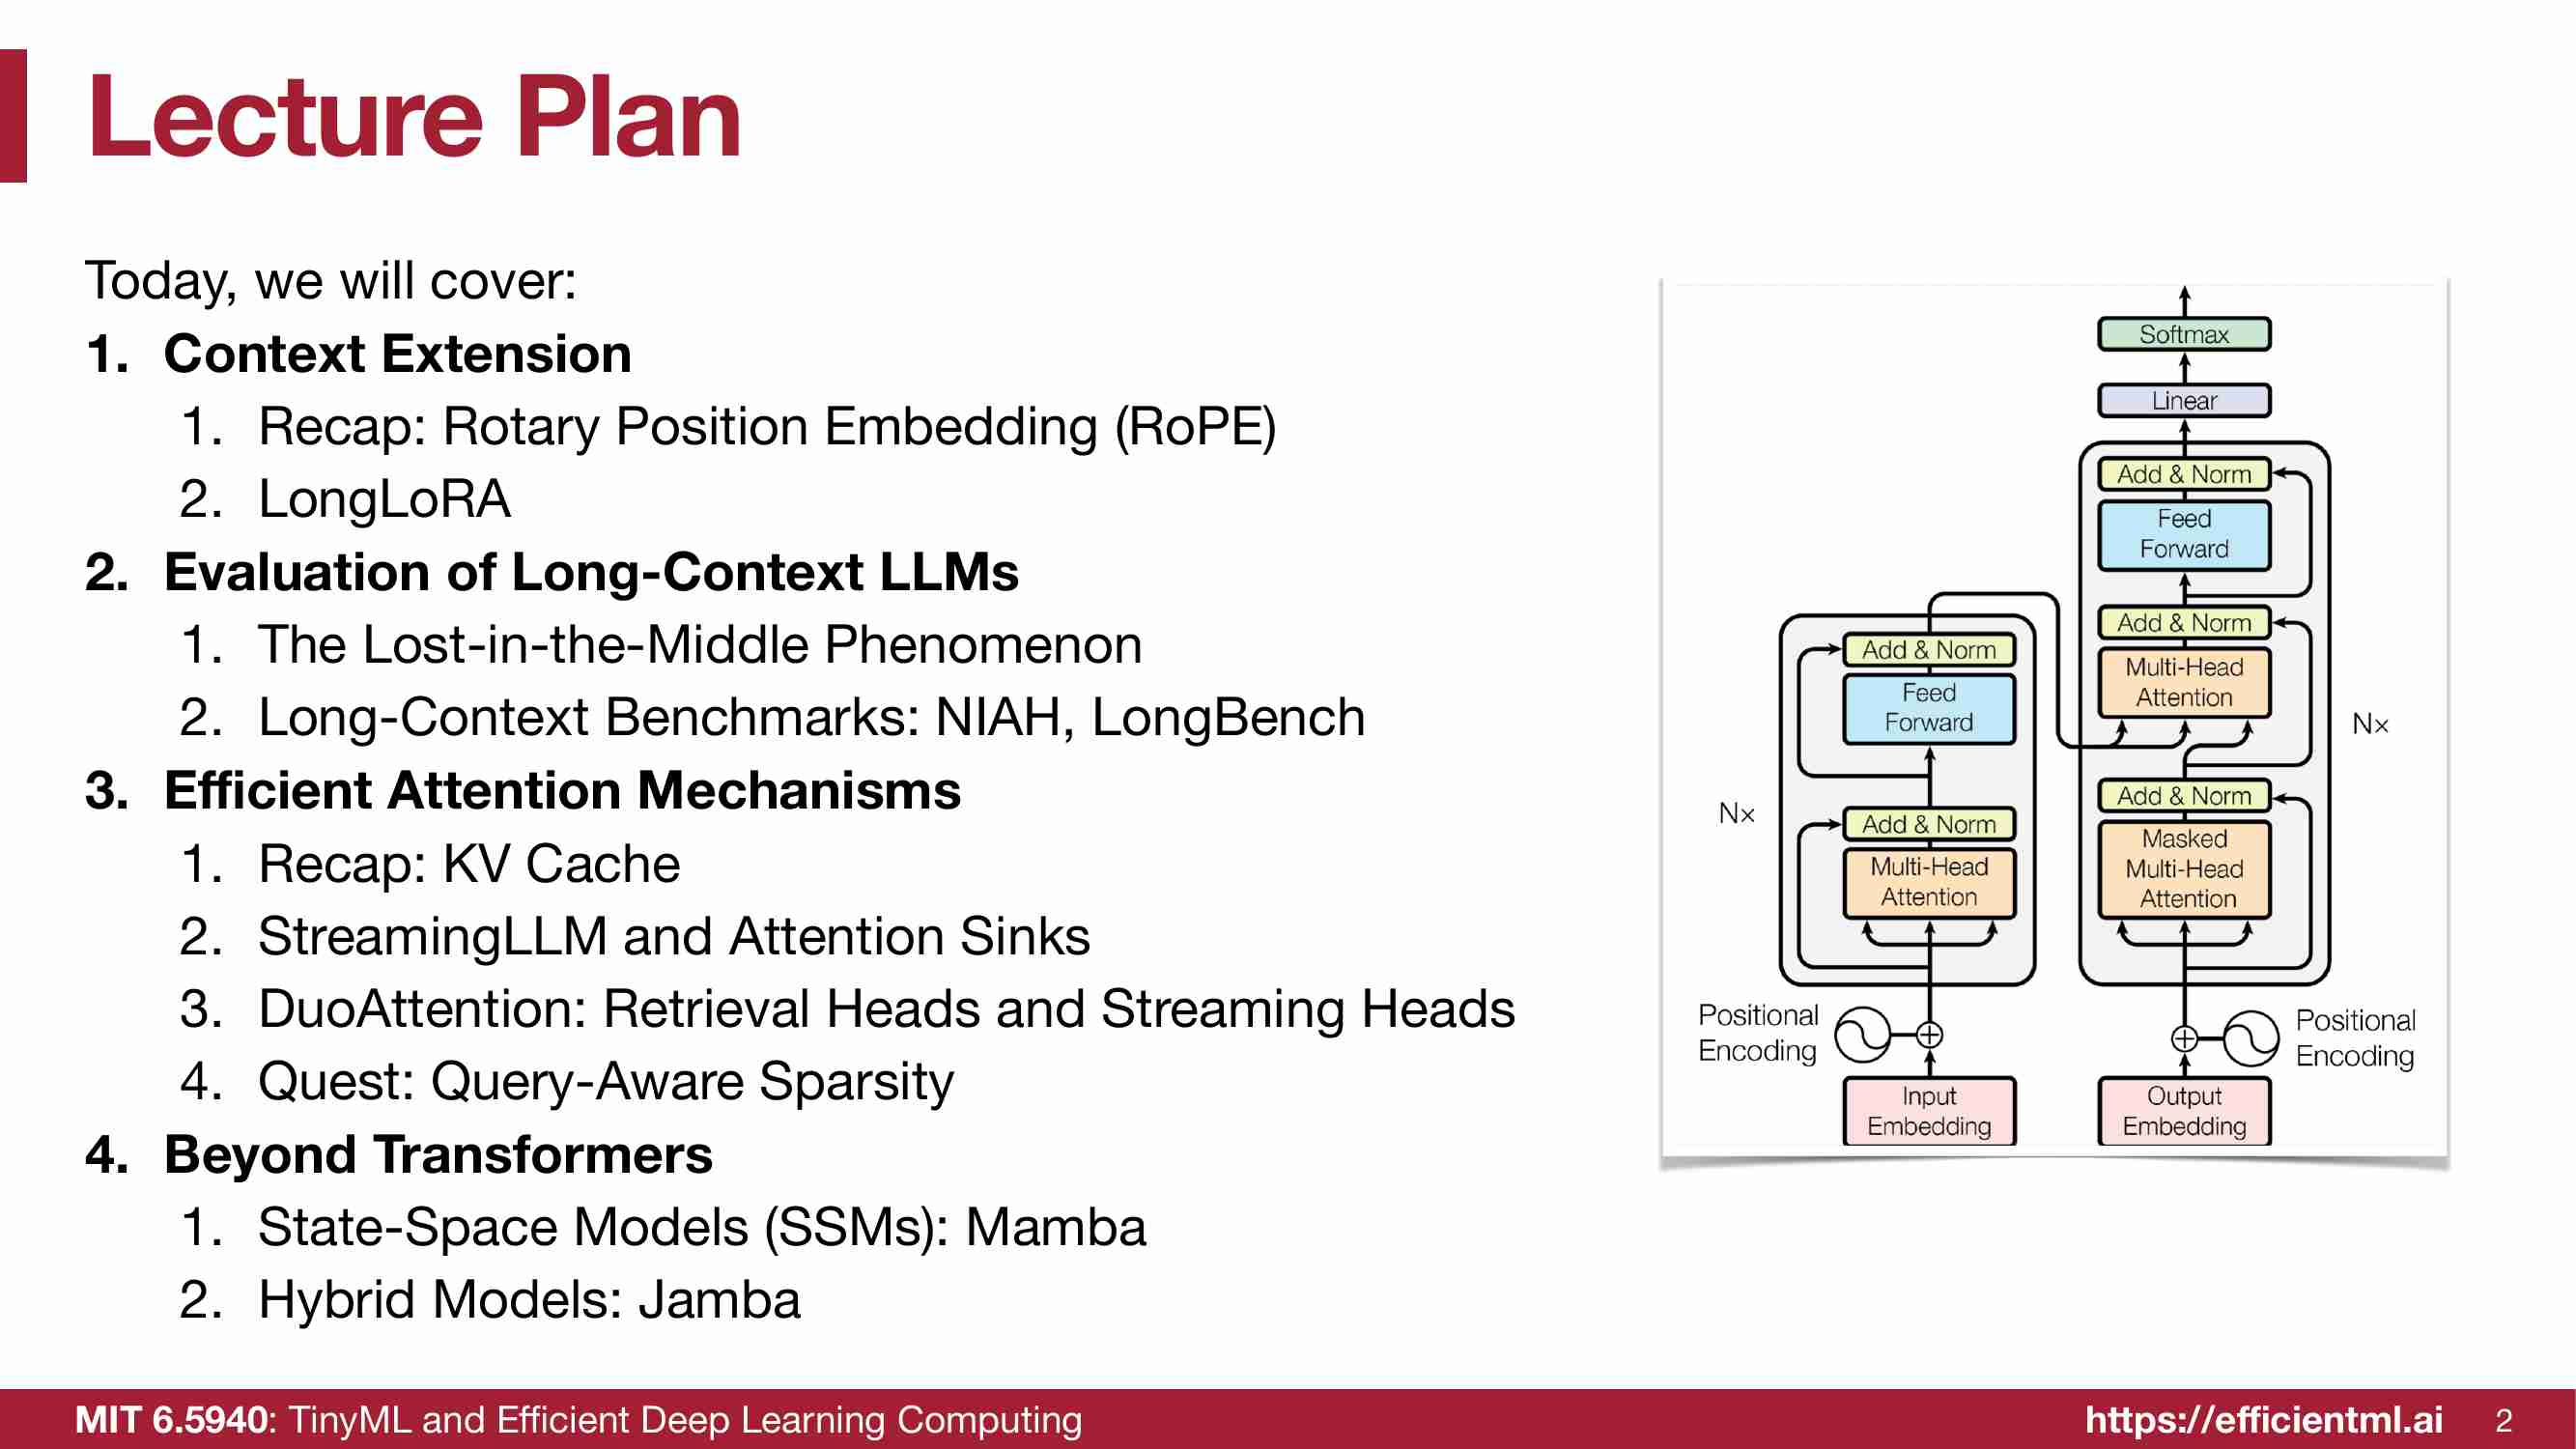 Lecture Plan
Today, we will cover:
1. Context Extension
1. Recap: Rotary Position Embedding (RoPE)
2. LongLoRA
2. Evaluation of Long-Context LLMs
1. The Lost-in-the-Middle Phenomenon
2. Long-Context Benchmarks: NIAH, LongBench
3. Efficient Attention Mechanisms
1. Recap: KV Cache
2. StreamingLLM and Attention Sinks
3. DuoAttention: Retrieval Heads and Streaming Heads
4. Quest: Query-Aware Sparsity
4. Beyond Transformers
1. State-Space Models (SSMs): Mamba
2. Hybrid Models: Jamba
Softmax
Linear
Add & Norm
Feed
Forward
Add & Norm
Multi-Head
Attention
N×
Add & Norm
Masked
Multi-Head
Attention
Add & Norm
Feed
Forward
N×
Add & Norm
Multi-Head
Attention
Positional
Encoding
Positional
Encoding
Input
Embedding
Output
Embedding
MIT 6.5940: TinyML and Efficient Deep Learning Computing
https://efficientml.ai
2